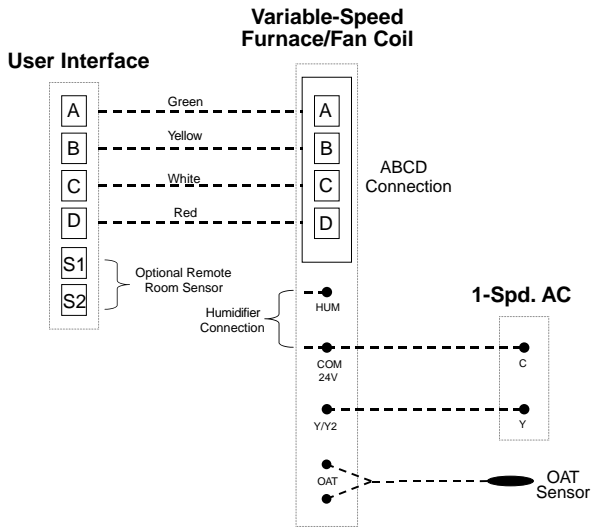 Variable-Speed
Furnace/Fan Coil
User Interface
A
Green
A
B
Yellow
B
ABCD
Connection
C
White
C
D
Red
D
S1
S2
Optional Remote
Room Sensor
1-Spd. AC
Humidifier
Connection
HUM
COM
24V
C
Y/Y2
Y
OAT
OAT
Sensor